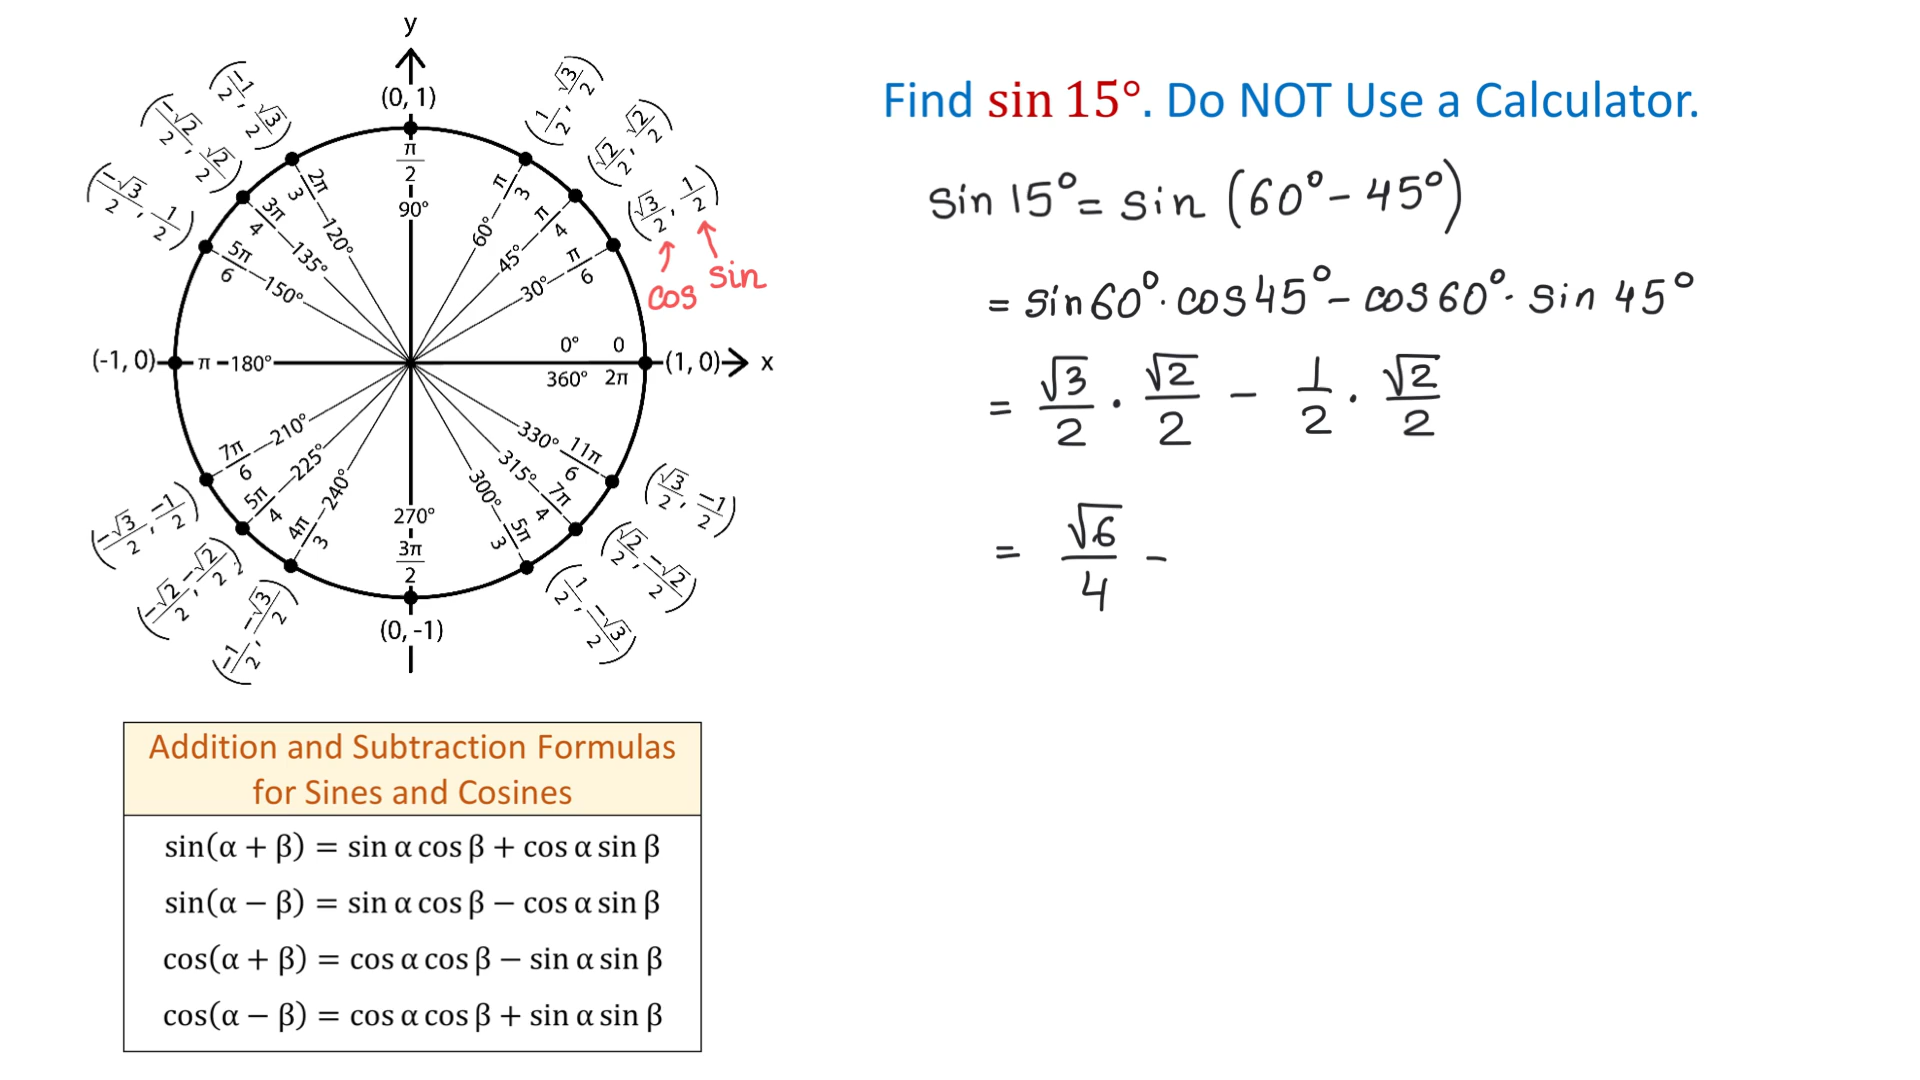 y
(0, 1)
(-1/2, √3/2)
(1/2, √3/2)
(-√2/2, √2/2)
(√2/2, √2/2)
(-√3/2, 1/2)
(√3/2, 1/2)
cos
sin
π/2
90°
2π/3
120°
π/3
60°
3π/4
135°
π/4
45°
5π/6
150°
π/6
30°
(-1, 0)
π
180°
0°
0
360°
2π
(1, 0)
x
7π/6
210°
330°
11π/6
5π/4
225°
315°
7π/4
4π/3
240°
300°
5π/3
270°
3π/2
(-√3/2, -1/2)
(√3/2, -1/2)
(-√2/2, -√2/2)
(√2/2, -√2/2)
(-1/2, -√3/2)
(1/2, -√3/2)
(0, -1)
Addition and Subtraction Formulas
for Sines and Cosines
sin(α + β) = sin α cos β + cos α sin β
sin(α − β) = sin α cos β − cos α sin β
cos(α + β) = cos α cos β − sin α sin β
cos(α − β) = cos α cos β + sin α sin β
Find sin 15°. Do NOT Use a Calculator.
sin 15° = sin (60° - 45°)
= sin60° · cos45° - cos60° · sin 45°
= √3/2 · √2/2 - 1/2 · √2/2
= √6/4 -